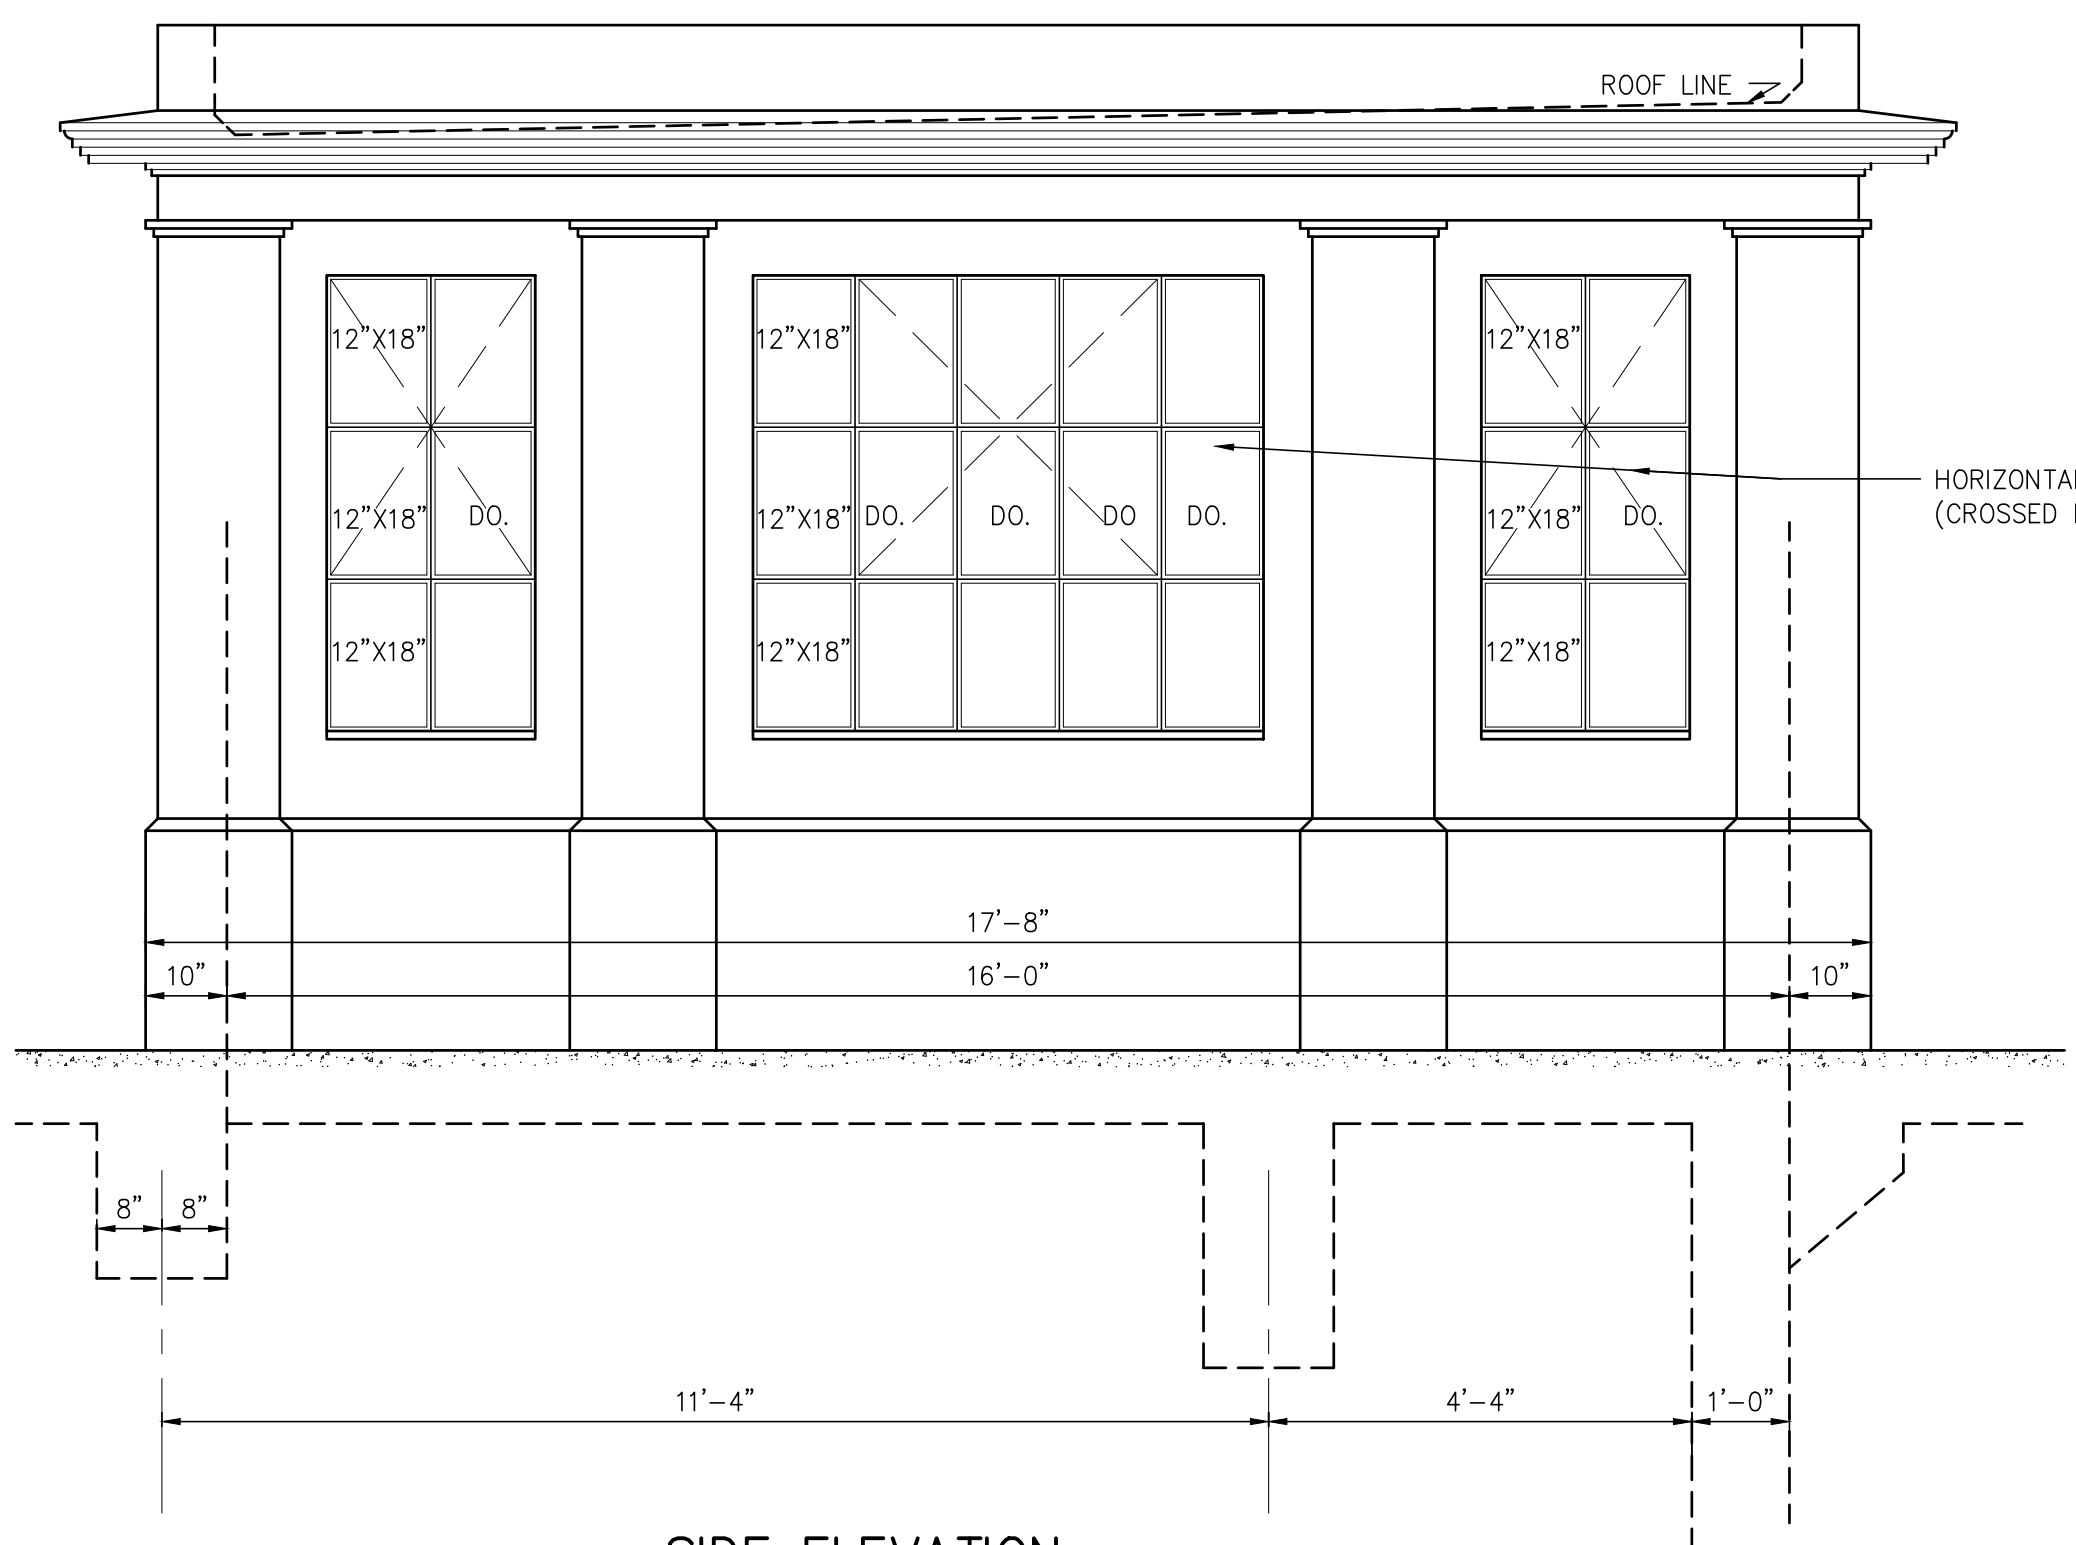 ROOF LINE
12"X18"
12"X18"
12"X18"
12"X18"
DO.
12"X18"
DO.
DO.
DO
DO.
12"X18"
DO.
HORIZONTAL
(CROSSED
12"X18"
12"X18"
12"X18"
17'-8"
10"
16'-0"
10"
8"
8"
11'-4"
4'-4"
1'-0"
SIDE ELEVATION